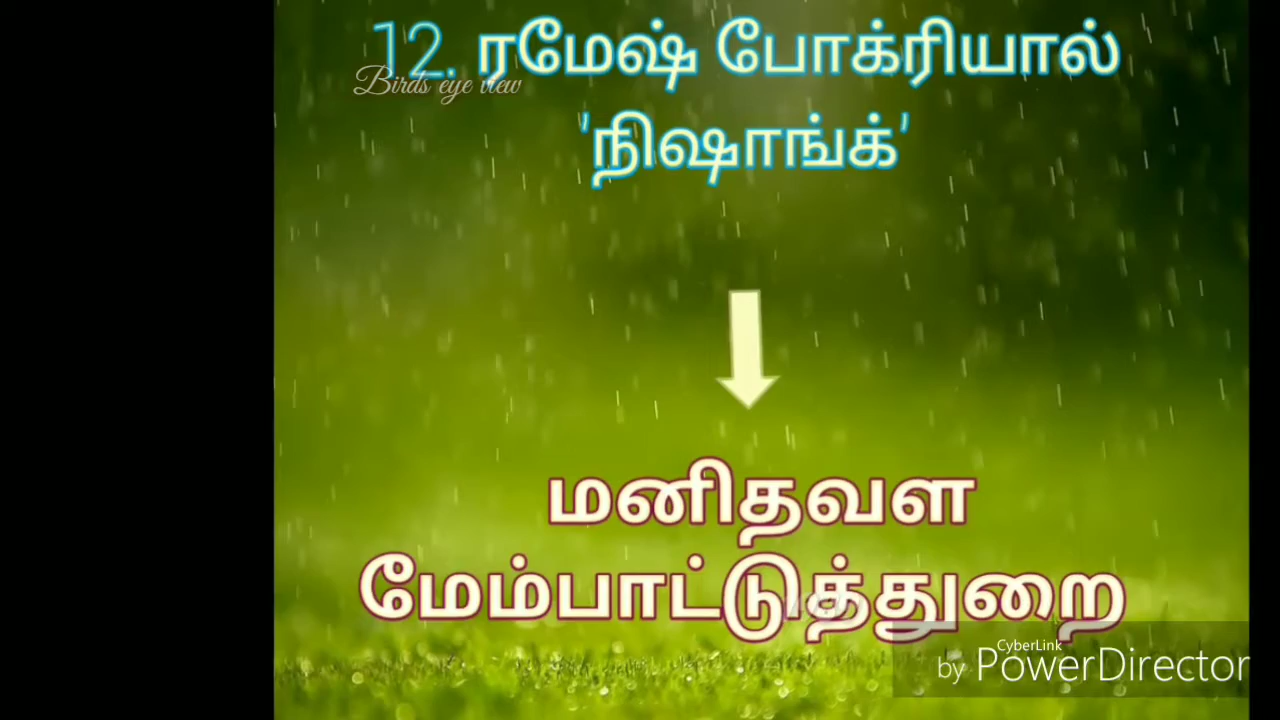 12. ரமேஷ் போக்ரியால்
Birds eye view
'நிஷாங்க்'
மனிதவள
மேம்பாட்டுத்துறை
CyberLink
by PowerDirector